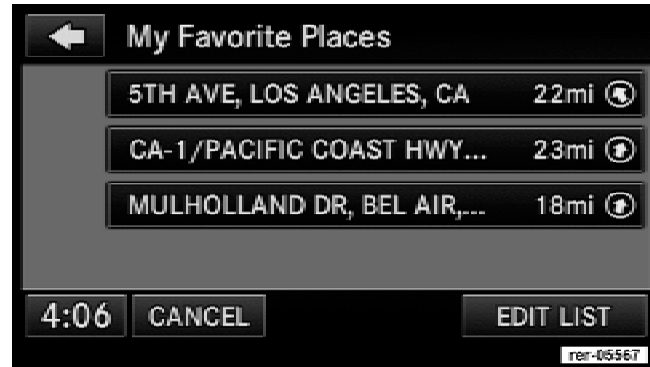 My Favorite Places
5TH AVE, LOS ANGELES, CA 22mi
CA-1/PACIFIC COAST HWY... 23mi
MULHOLLAND DR, BEL AIR,... 18mi
4:06 CANCEL EDIT LIST
rer-05567